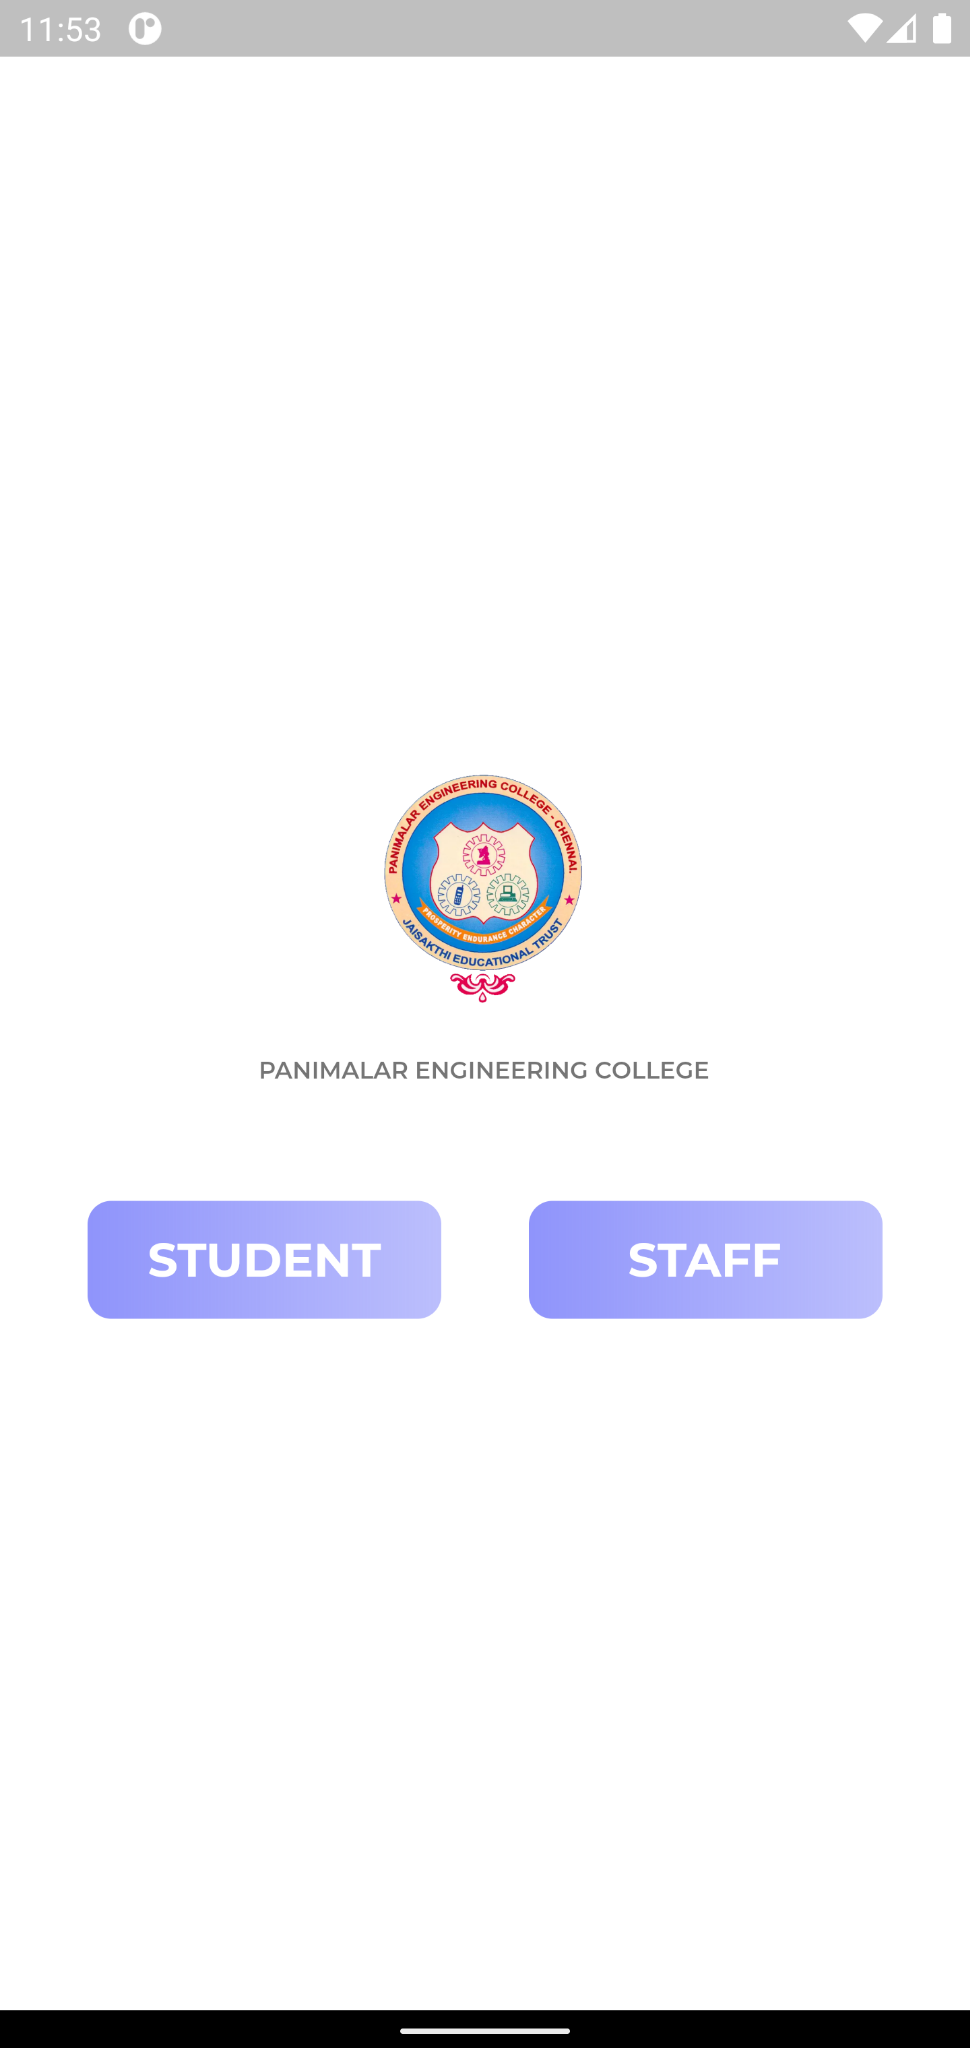 11:53
PANIMALAR ENGINEERING COLLEGE - CHENNAI.
PROSPERITY ENDURANCE CHARACTER
JAISAKTHI EDUCATIONAL TRUST
PANIMALAR ENGINEERING COLLEGE
STUDENT
STAFF